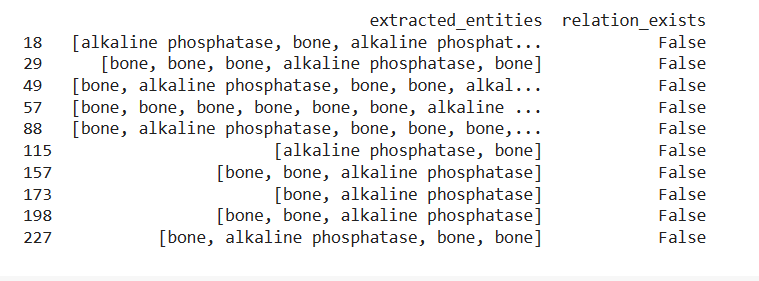 extracted_entities relation_exists
18 [alkaline phosphatase, bone, alkaline phosphat... False
29 [bone, bone, bone, alkaline phosphatase, bone] False
49 [bone, alkaline phosphatase, bone, bone, alkal... False
57 [bone, bone, bone, bone, bone, bone, alkaline ... False
88 [bone, alkaline phosphatase, bone, bone, bone,... False
115 [alkaline phosphatase, bone] False
157 [bone, bone, alkaline phosphatase] False
173 [bone, alkaline phosphatase] False
198 [bone, bone, alkaline phosphatase] False
227 [bone, alkaline phosphatase, bone, bone] False